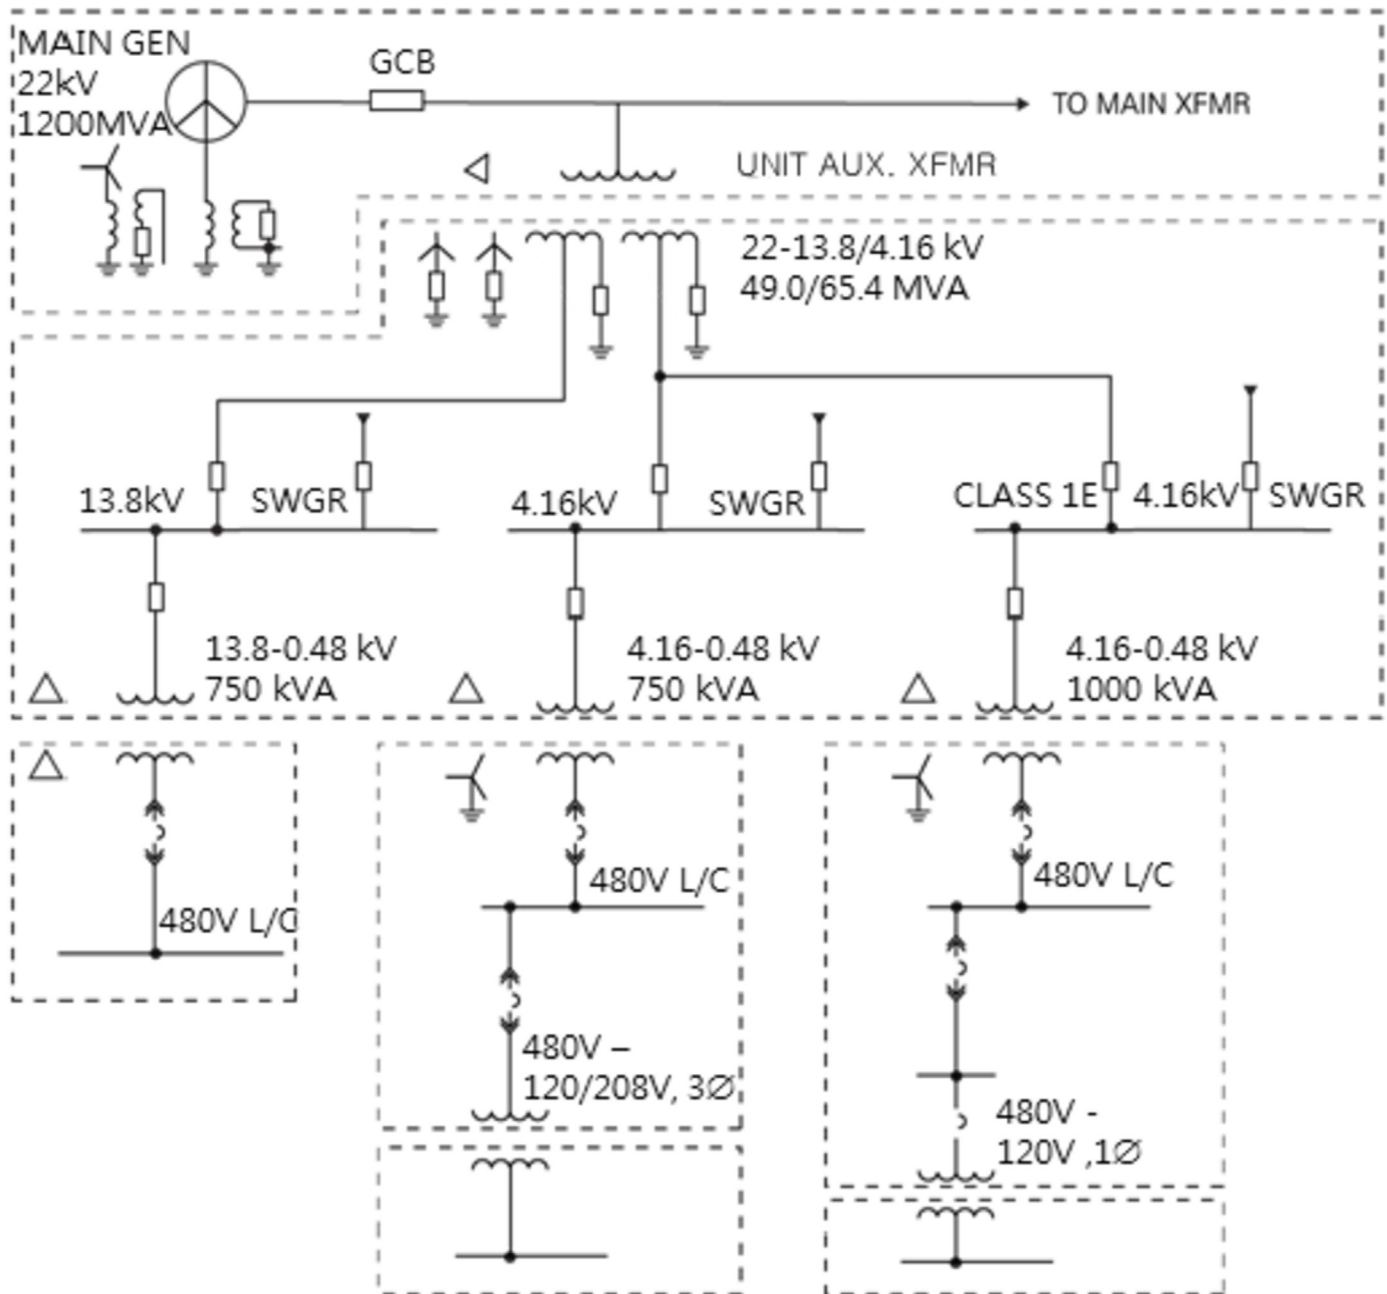 MAIN GEN
22kV
1200MVA
GCB
TO MAIN XFMR
UNIT AUX. XFMR
22-13.8/4.16 kV
49.0/65.4 MVA
13.8kV SWGR
4.16kV SWGR
CLASS 1E 4.16kV SWGR
13.8-0.48 kV
750 kVA
4.16-0.48 kV
750 kVA
4.16-0.48 kV
1000 kVA
480V L/C
480V L/C
480V L/C
480V –
120/208V, 3∅
480V -
120V ,1∅